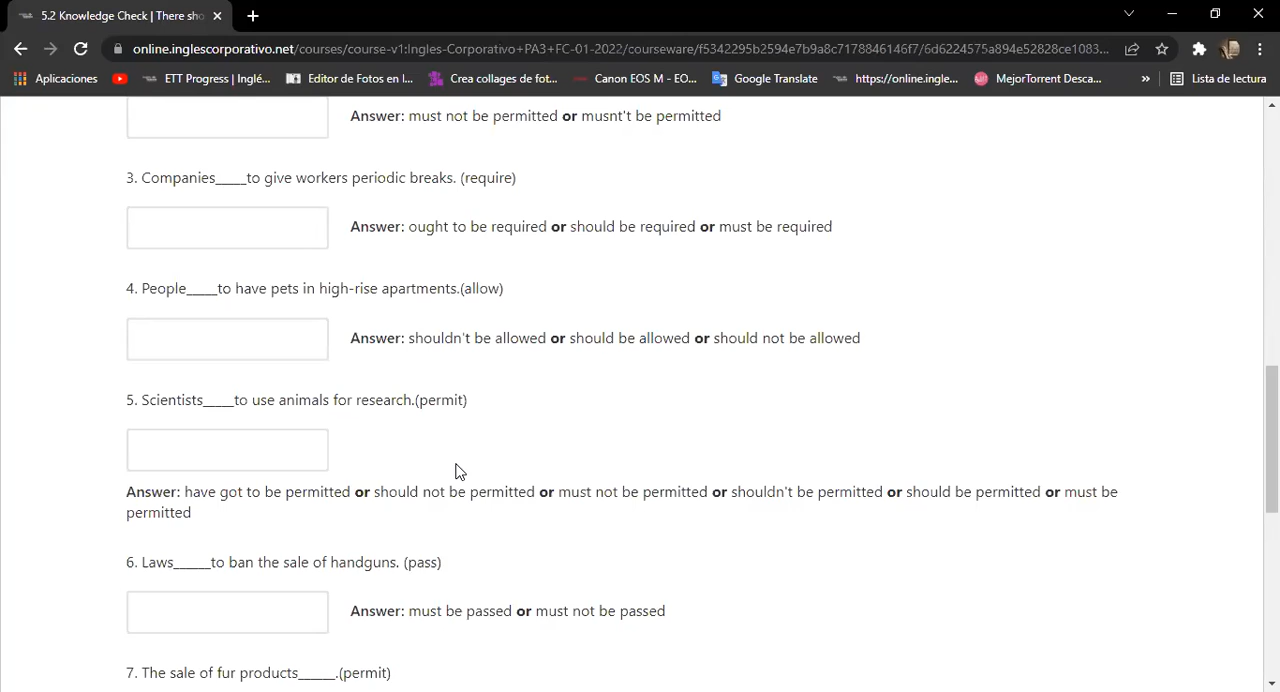 5.2 Knowledge Check | There sho
online.inglescorporativo.net/courses/course-v1:Ingles-Corporativo+PA3+FC-01-2022/courseware/f5342295b2594e7b9a8c7178846146f7/6d6224575a894e52828ce1083...
Aplicaciones ETT Progress | Inglé... Editor de Fotos en l... Crea collages de fot... Canon EOS M - EO... Google Translate https://online.ingle... MejorTorrent Desca... » Lista de lectura
Answer: must not be permitted or musnt't be permitted
3. Companies_____to give workers periodic breaks. (require)
Answer: ought to be required or should be required or must be required
4. People_____to have pets in high-rise apartments.(allow)
Answer: shouldn't be allowed or should be allowed or should not be allowed
5. Scientists_____to use animals for research.(permit)
Answer: have got to be permitted or should not be permitted or must not be permitted or shouldn't be permitted or should be permitted or must be
permitted
6. Laws______to ban the sale of handguns. (pass)
Answer: must be passed or must not be passed
7. The sale of fur products______.(permit)